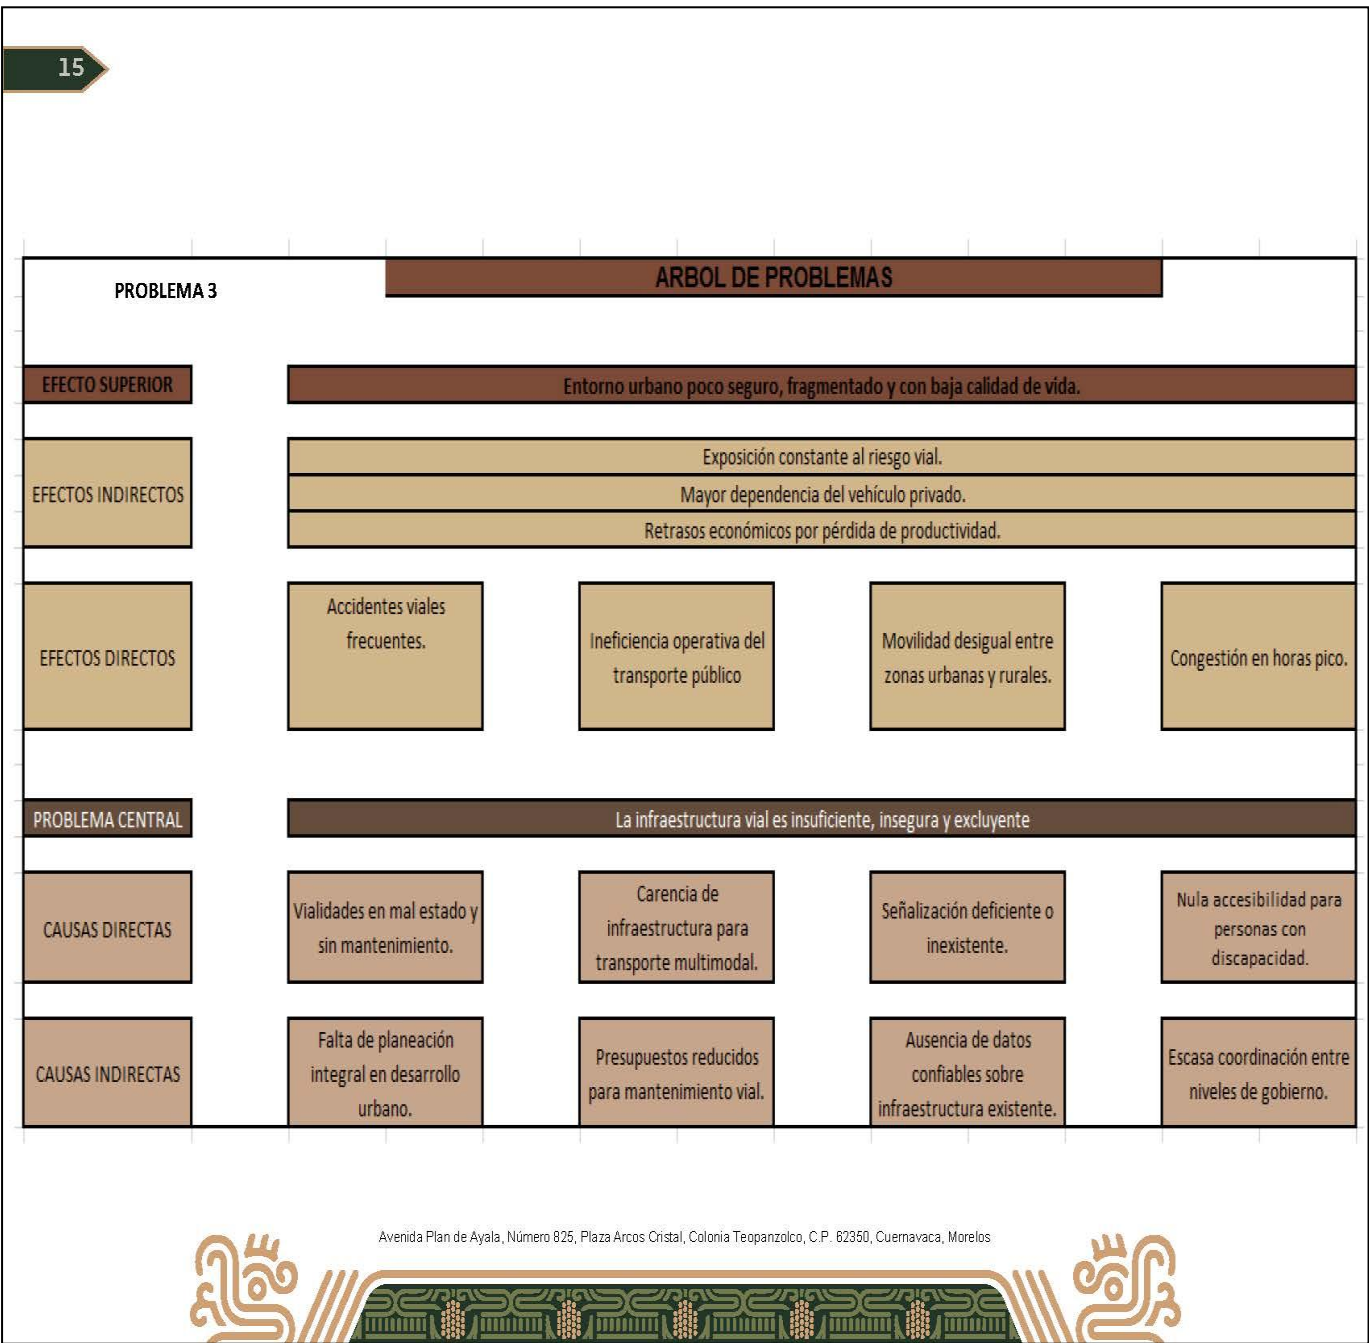 15
PROBLEMA 3
ARBOL DE PROBLEMAS
EFECTO SUPERIOR
Entorno urbano poco seguro, fragmentado y con baja calidad de vida.
EFECTOS INDIRECTOS
Exposición constante al riesgo vial.
Mayor dependencia del vehículo privado.
Retrasos económicos por pérdida de productividad.
EFECTOS DIRECTOS
Accidentes viales
frecuentes.
Ineficiencia operativa del
transporte público
Movilidad desigual entre
zonas urbanas y rurales.
Congestión en horas pico.
PROBLEMA CENTRAL
La infraestructura vial es insuficiente, insegura y excluyente
CAUSAS DIRECTAS
Vialidades en mal estado y
sin mantenimiento.
Carencia de
infraestructura para
transporte multimodal.
Señalización deficiente o
inexistente.
Nula accesibilidad para
personas con
discapacidad.
CAUSAS INDIRECTAS
Falta de planeación
integral en desarrollo
urbano.
Presupuestos reducidos
para mantenimiento vial.
Ausencia de datos
confiables sobre
infraestructura existente.
Escasa coordinación entre
niveles de gobierno.
Avenida Plan de Ayala, Número 825, Plaza Arcos Cristal, Colonia Teopanzolco, C.P. 62350, Cuernavaca, Morelos